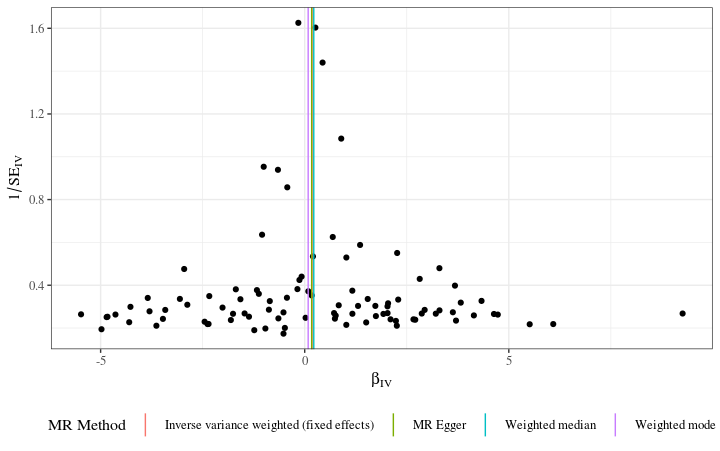 1.6
1.2
0.8
0.4
1/SE_IV
-5
0
5
β_IV
MR Method
Inverse variance weighted (fixed effects)
MR Egger
Weighted median
Weighted mode